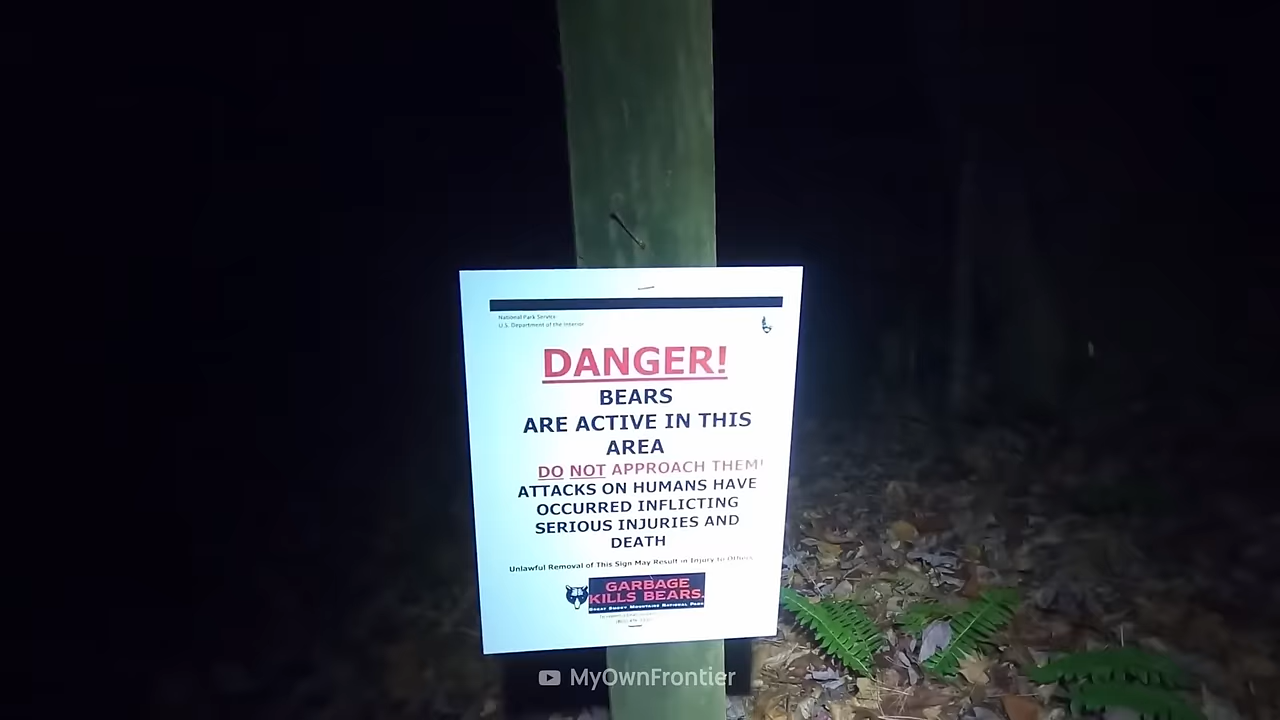 National Park Service
U.S. Department of the Interior
DANGER!
BEARS
ARE ACTIVE IN THIS
AREA
DO NOT APPROACH THEM!
ATTACKS ON HUMANS HAVE
OCCURRED INFLICTING
SERIOUS INJURIES AND
DEATH
Unlawful Removal of This Sign May Result in Injury to Others
GARBAGE
KILLS BEARS.
GREAT SMOKY MOUNTAINS NATIONAL PARK
MyOwnFrontier